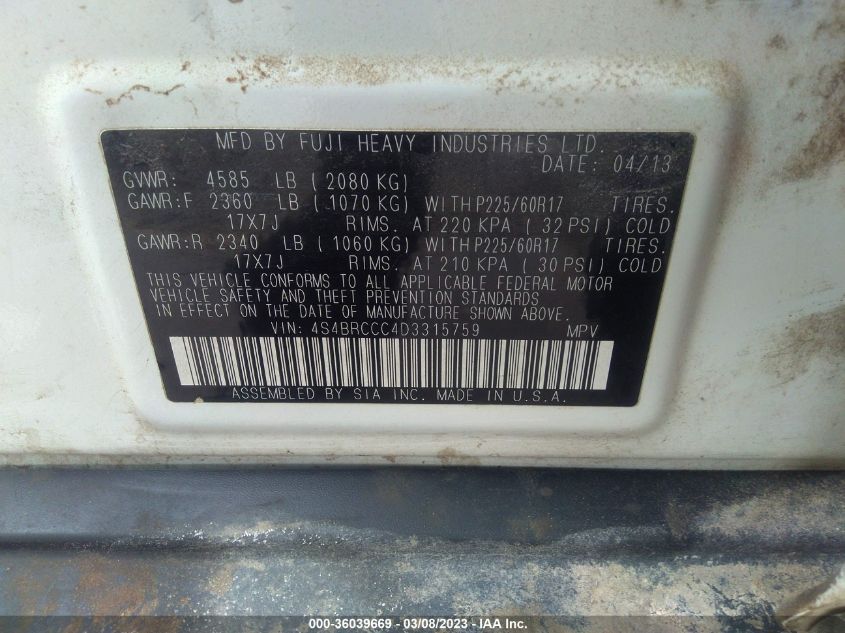 MFD BY FUJI HEAVY INDUSTRIES LTD.
DATE: 04/13
GVWR: 4585 LB ( 2080 KG)
GAWR:F 2360 LB ( 1070 KG) WITH P225/60R17 TIRES.
17X7J RIMS. AT 220 KPA ( 32 PSI) COLD
GAWR:R 2340 LB ( 1060 KG) WITH P225/60R17 TIRES.
17X7J RIMS. AT 210 KPA ( 30 PSI) COLD
THIS VEHICLE CONFORMS TO ALL APPLICABLE FEDERAL MOTOR
VEHICLE SAFETY AND THEFT PREVENTION STANDARDS
IN EFFECT ON THE DATE OF MANUFACTURE SHOWN ABOVE.
VIN: 4S4BRCCC4D3315759 MPV
ASSEMBLED BY SIA INC. MADE IN U.S.A.
000-36039669 - 03/08/2023 - IAA Inc.